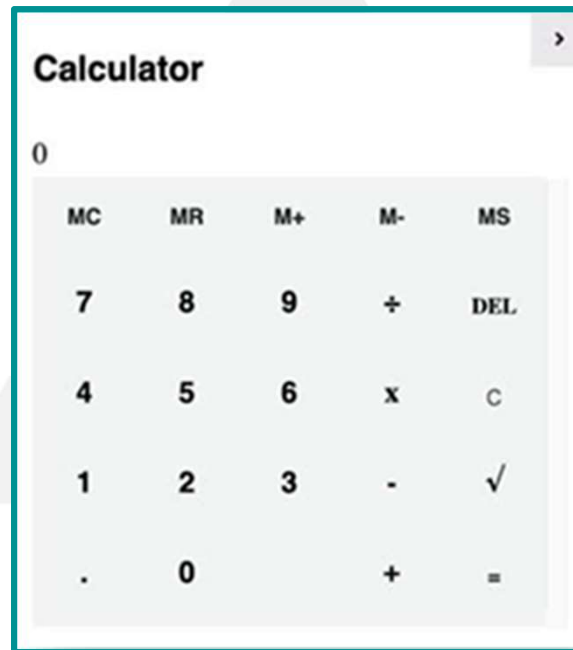 >
Calculator
0
MC MR M+ M- MS
7 8 9 ÷ DEL
4 5 6 x C
1 2 3 - √
. 0 + =